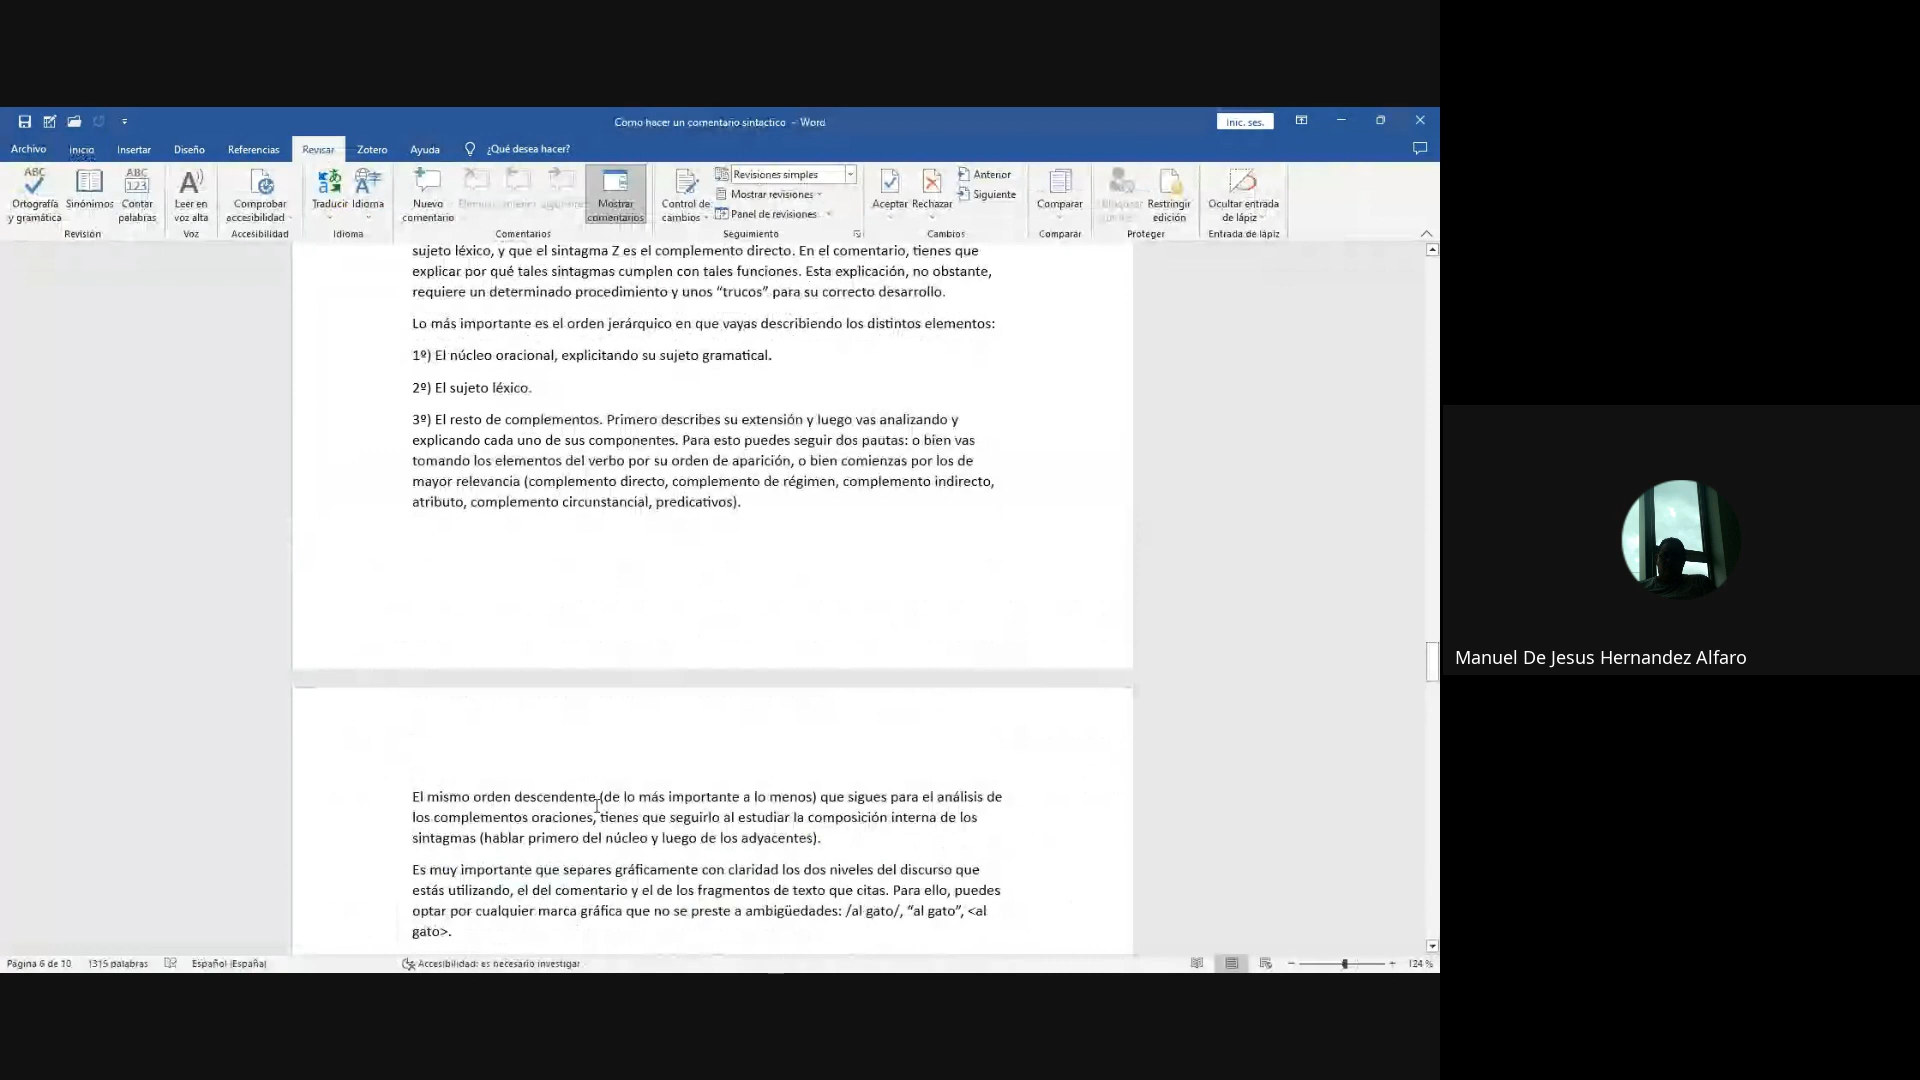 Como hacer un comentario sintactico – Word
Inic. ses.
Archivo Inicio Insertar Diseño Referencias Revisar Zotero Ayuda ¿Qué desea hacer?
Ortografía y gramática
Sinónimos
Contar palabras
Revisión
Leer en voz alta
Voz
Comprobar accesibilidad
Accesibilidad
Traducir Idioma
Idioma
Nuevo comentario
Mostrar comentarios
Comentarios
Control de cambios
Revisiones simples
Mostrar revisiones
Panel de revisiones
Seguimiento
Aceptar Rechazar
Anterior
Siguiente
Cambios
Comparar
Comparar
Restringir edición
Proteger
Ocultar entrada de lápiz
Entrada de lápiz
sujeto léxico, y que el sintagma Z es el complemento directo. En el comentario, tienes que
explicar por qué tales sintagmas cumplen con tales funciones. Esta explicación, no obstante,
requiere un determinado procedimiento y unos “trucos” para su correcto desarrollo.
Lo más importante es el orden jerárquico en que vayas describiendo los distintos elementos:
1º) El núcleo oracional, explicitando su sujeto gramatical.
2º) El sujeto léxico.
3º) El resto de complementos. Primero describes su extensión y luego vas analizando y
explicando cada uno de sus componentes. Para esto puedes seguir dos pautas: o bien vas
tomando los elementos del verbo por su orden de aparición, o bien comienzas por los de
mayor relevancia (complemento directo, complemento de régimen, complemento indirecto,
atributo, complemento circunstancial, predicativos).
El mismo orden descendente (de lo más importante a lo menos) que sigues para el análisis de
los complementos oraciones, tienes que seguirlo al estudiar la composición interna de los
sintagmas (hablar primero del núcleo y luego de los adyacentes).
Es muy importante que separes gráficamente con claridad los dos niveles del discurso que
estás utilizando, el del comentario y el de los fragmentos de texto que citas. Para ello, puedes
optar por cualquier marca gráfica que no se preste a ambigüedades: /al gato/, “al gato”, <al
gato>.
Página 6 de 10 1315 palabras Español (España) Accesibilidad: es necesario investigar 124 %
Manuel De Jesus Hernandez Alfaro